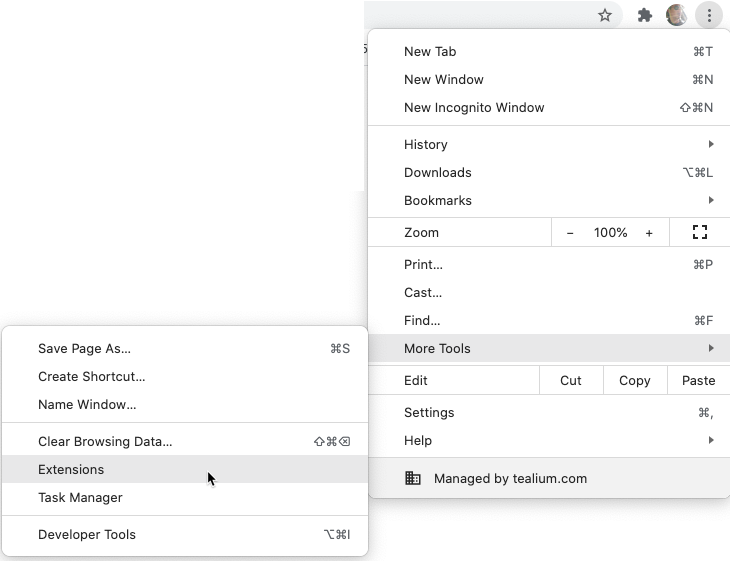 New Tab ⌘T
New Window ⌘N
New Incognito Window ⇧⌘N
History
Downloads ⌥⌘L
Bookmarks
Zoom − 100% +
Print... ⌘P
Cast...
Find... ⌘F
More Tools
Edit Cut Copy Paste
Settings ⌘,
Help
Managed by tealium.com
Save Page As... ⌘S
Create Shortcut...
Name Window...
Clear Browsing Data... ⇧⌘⌫
Extensions
Task Manager
Developer Tools ⌥⌘I